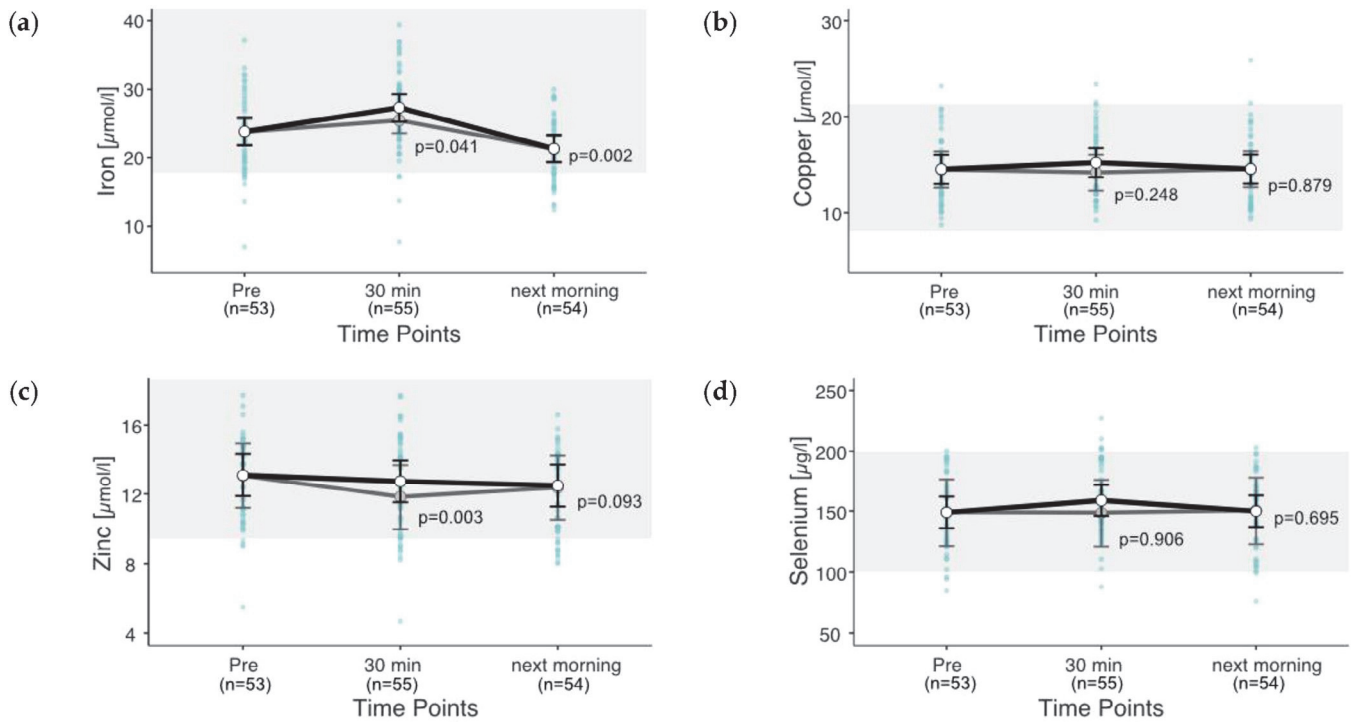 (a)
Iron [µmol/l]
40
30
20
10
p=0.041
p=0.002
Pre
(n=53)
30 min
(n=55)
next morning
(n=54)
Time Points
(b)
Copper [µmol/l]
30
20
10
p=0.248
p=0.879
Pre
(n=53)
30 min
(n=55)
next morning
(n=54)
Time Points
(c)
Zinc [µmol/l]
16
12
8
4
p=0.003
p=0.093
Pre
(n=53)
30 min
(n=55)
next morning
(n=54)
Time Points
(d)
Selenium [µg/l]
250
200
150
100
50
p=0.906
p=0.695
Pre
(n=53)
30 min
(n=55)
next morning
(n=54)
Time Points